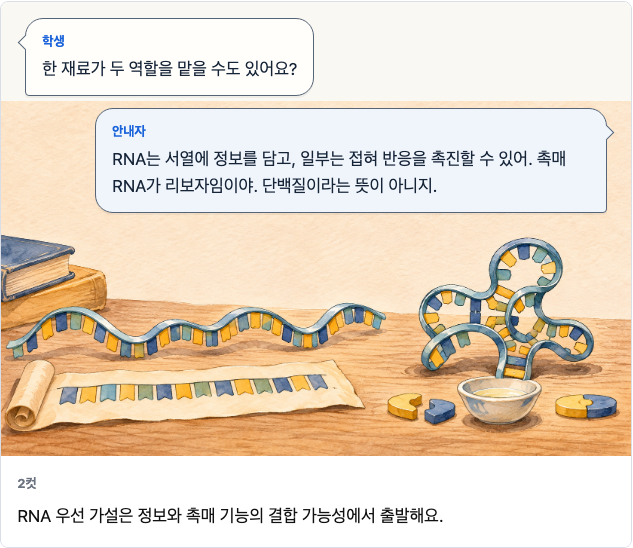 학생
한 재료가 두 역할을 맡을 수도 있어요?
안내자
RNA는 서열에 정보를 담고, 일부는 접혀 반응을 촉진할 수 있어. 촉매
RNA가 리보자임이야. 단백질이라는 뜻이 아니지.
2컷
RNA 우선 가설은 정보와 촉매 기능의 결합 가능성에서 출발해요.